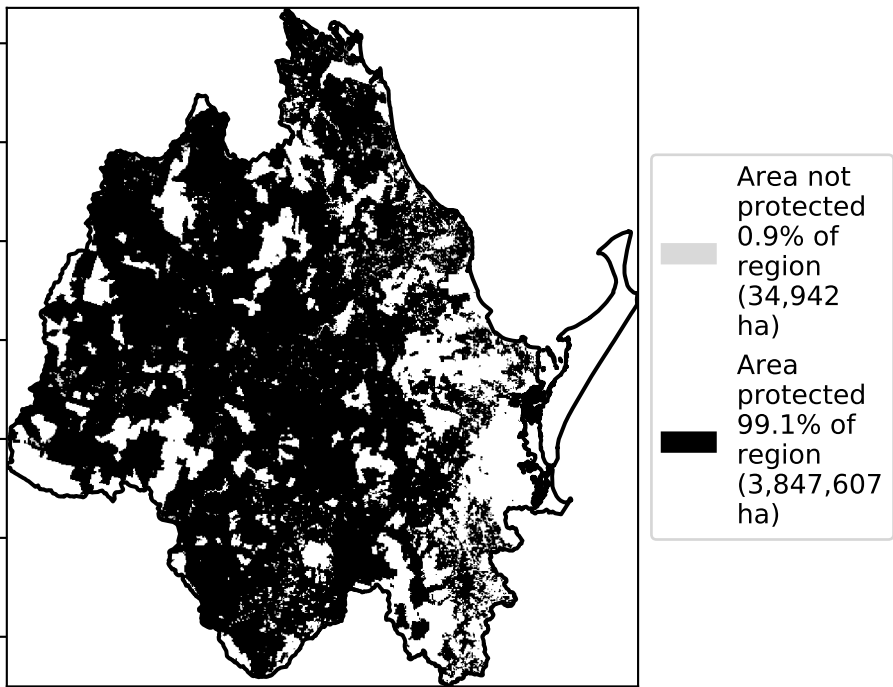 Area not
protected
0.9% of
region
(34,942
ha)
Area
protected
99.1% of
region
(3,847,607
ha)